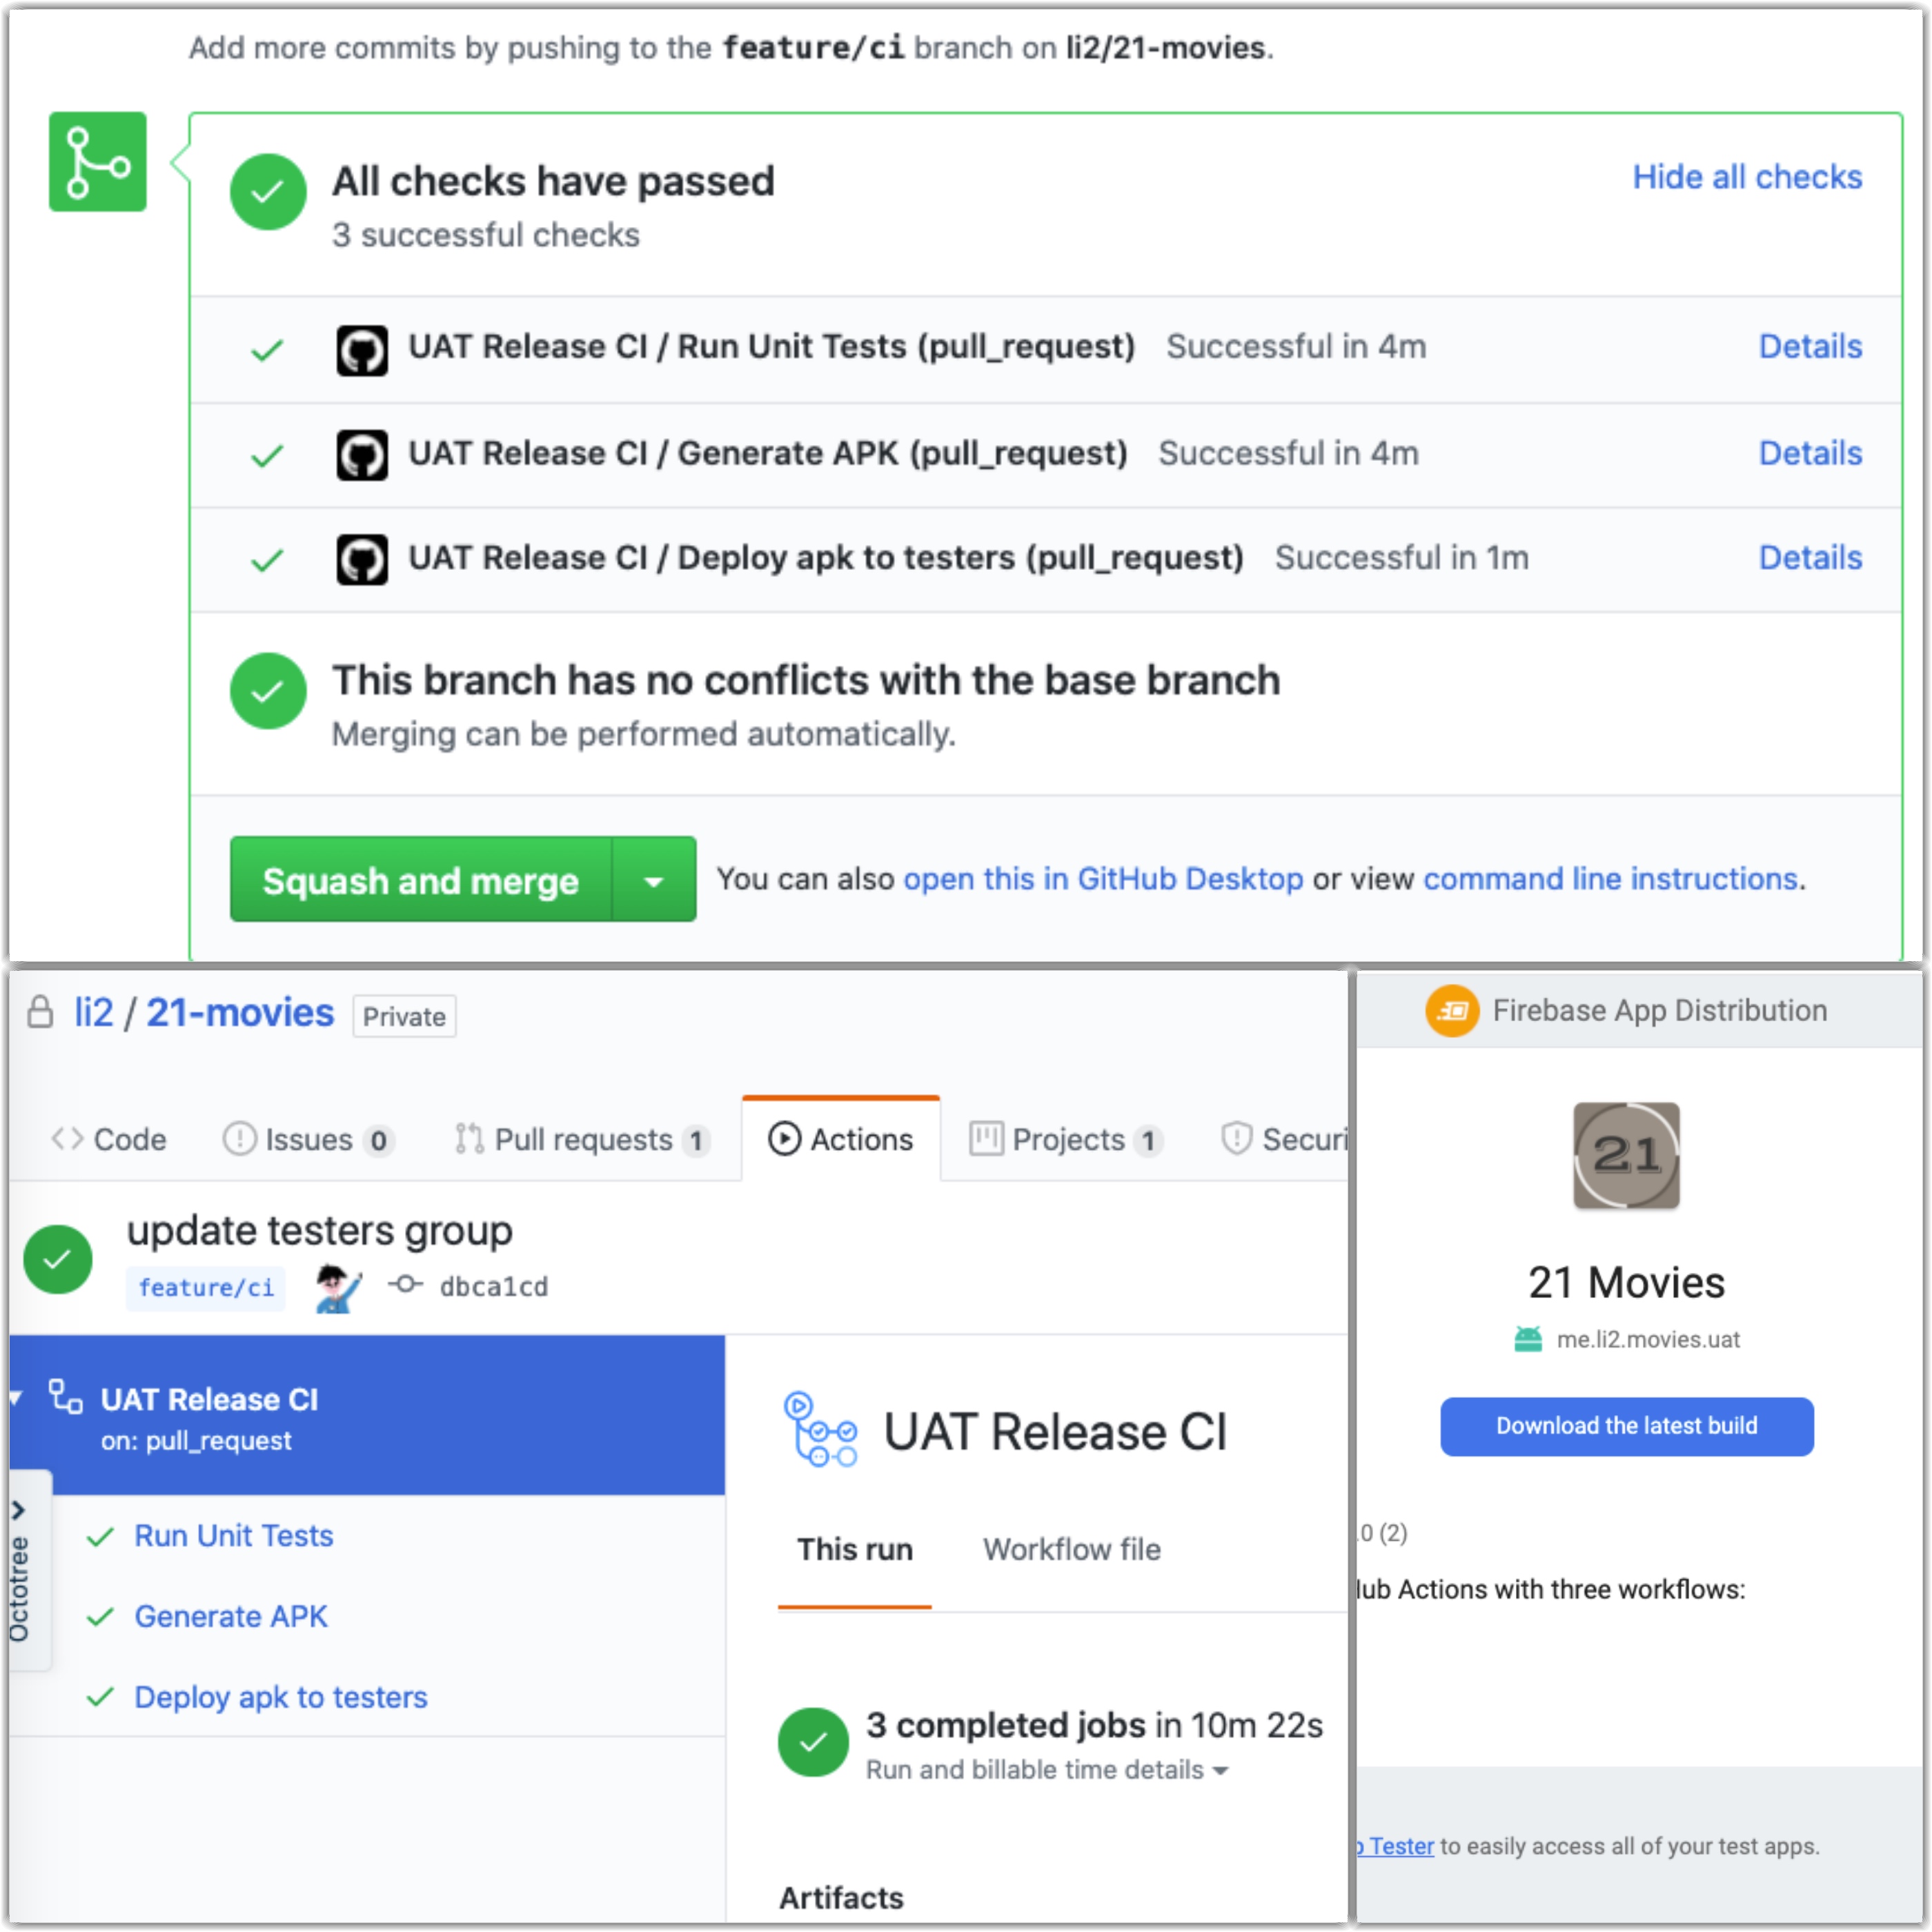 Add more commits by pushing to the feature/ci branch on li2/21-movies.
All checks have passed
Hide all checks
3 successful checks
UAT Release CI / Run Unit Tests (pull_request) Successful in 4m Details
UAT Release CI / Generate APK (pull_request) Successful in 4m Details
UAT Release CI / Deploy apk to testers (pull_request) Successful in 1m Details
This branch has no conflicts with the base branch
Merging can be performed automatically.
Squash and merge You can also open this in GitHub Desktop or view command line instructions.
li2 / 21-movies Private
Code Issues 0 Pull requests 1 Actions Projects 1 Securi
update testers group
feature/ci dbca1cd
UAT Release CI
on: pull_request
Octotree
Run Unit Tests
Generate APK
Deploy apk to testers
UAT Release CI
This run Workflow file
3 completed jobs in 10m 22s
Run and billable time details
Artifacts
Firebase App Distribution
21
21 Movies
me.li2.movies.uat
Download the latest build
.0 (2)
ub Actions with three workflows:
Tester to easily access all of your test apps.